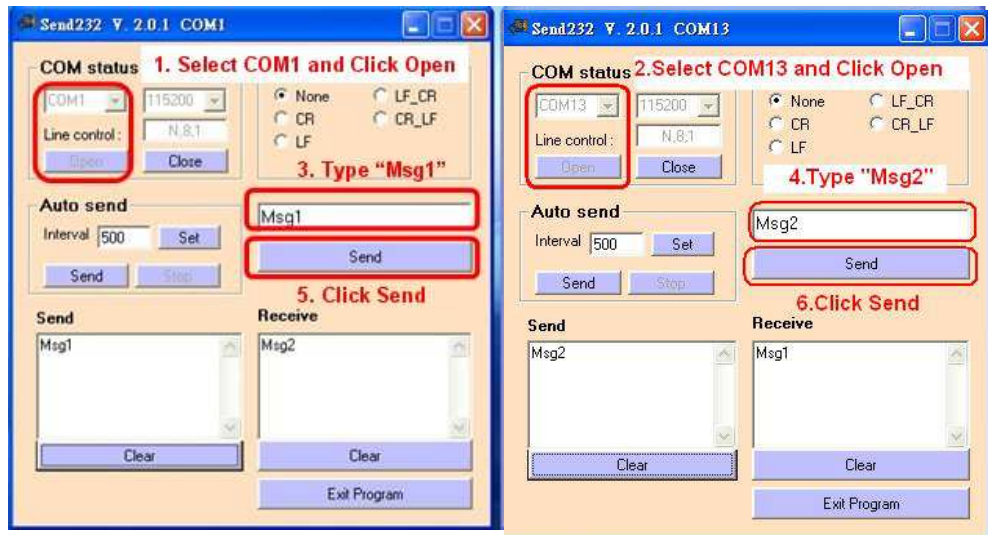 Send232 V. 2.0.1 COM1
1. Select COM1 and Click Open
COM status
COM1
115200
Line control :
N,8,1
Open
Close
None
LF_CR
CR
CR_LF
LF
3. Type “Msg1”
Auto send
Interval
500
Set
Send
Stop
Msg1
Send
5. Click Send
Send
Receive
Msg1
Msg2
Clear
Clear
Exit Program
Send232 V. 2.0.1 COM13
2.Select COM13 and Click Open
COM status
COM13
115200
Line control :
N,8,1
Open
Close
None
LF_CR
CR
CR_LF
LF
4.Type "Msg2"
Auto send
Interval
500
Set
Send
Stop
Msg2
Send
6.Click Send
Send
Receive
Msg2
Msg1
Clear
Clear
Exit Program